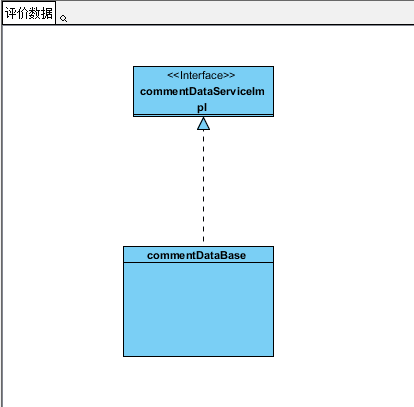 评价数据
<<Interface>>
commentDataServiceIm
pl
commentDataBase